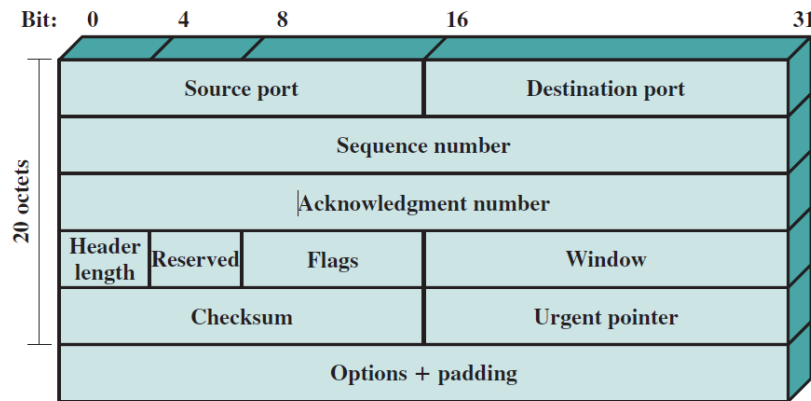 Bit: 0 4 8 16 31
Source port Destination port
Sequence number
Acknowledgment number
Header length Reserved Flags Window
Checksum Urgent pointer
Options + padding
20 octets